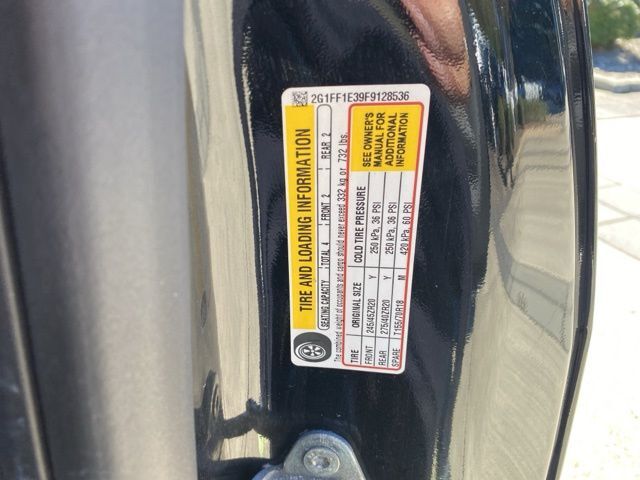 2G1FF1E39F9128536
TIRE AND LOADING INFORMATION
SEATING CAPACITY TOTAL 4 FRONT 2 REAR 2
The combined weight of occupants and cargo should never exceed 332 kg or 732 lbs.
TIRE ORIGINAL SIZE COLD TIRE PRESSURE
FRONT 245/45ZR20 Y 250 kPa, 36 PSI
REAR 275/40ZR20 Y 250 kPa, 36 PSI
SPARE T155/70R18 M 420 kPa, 60 PSI
SEE OWNER'S
MANUAL FOR
ADDITIONAL
INFORMATION